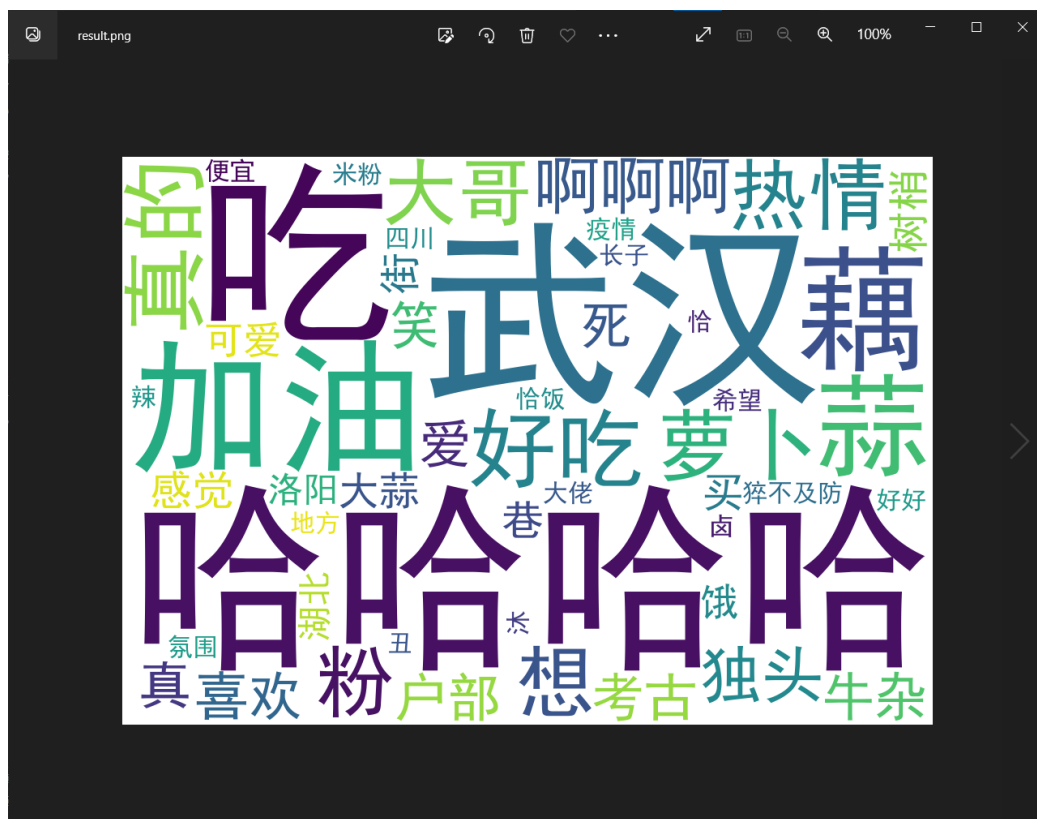 result.png
100%
便宜
米粉
大哥
啊啊啊
热情
树梢
真的
吃
四川
疫情
长子
街
武汉
藕
笑
死
恰
可爱
加油
辣
恰饭
希望
蒜
爱
好吃
萝卜
感觉
洛阳
大蒜
大佬
买
猝不及防
好好
地方
巷
卤
哈哈哈哈
湖北
饿
沐
氛围
丑
真
喜欢
粉
户部
想
考古
独头
牛杂